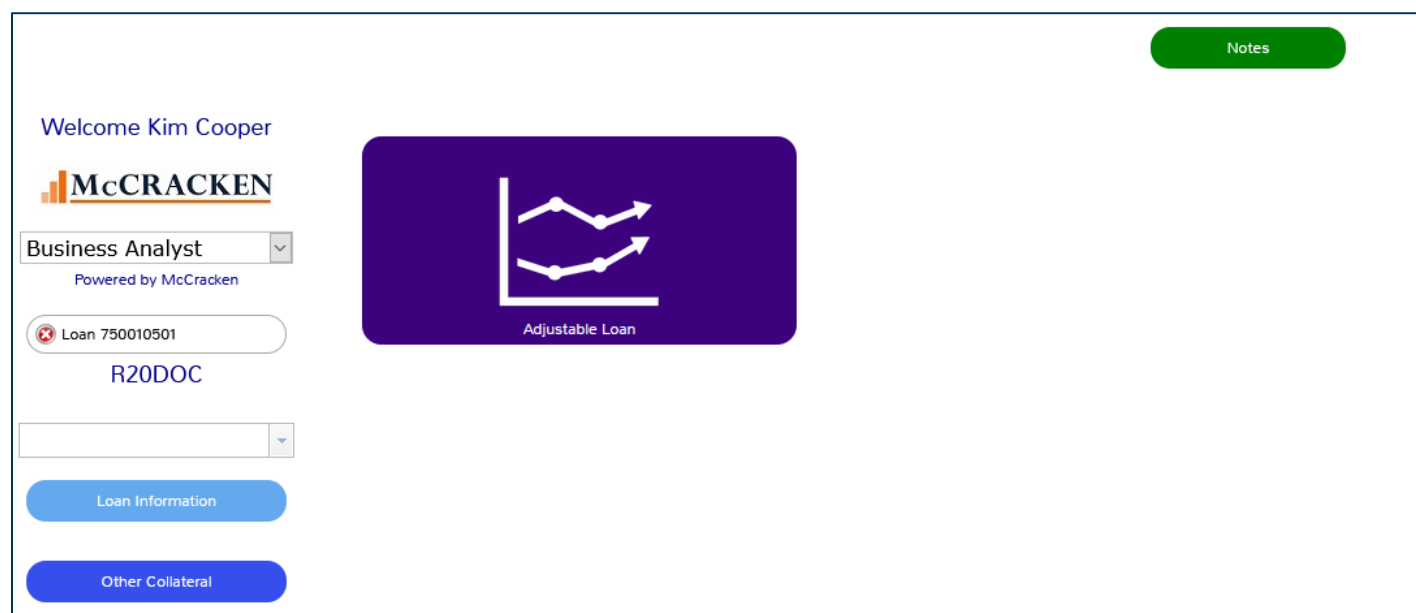 Notes
Welcome Kim Cooper
McCRACKEN
Business Analyst
Powered by McCracken
Loan 750010501
R20DOC
Loan Information
Other Collateral
Adjustable Loan